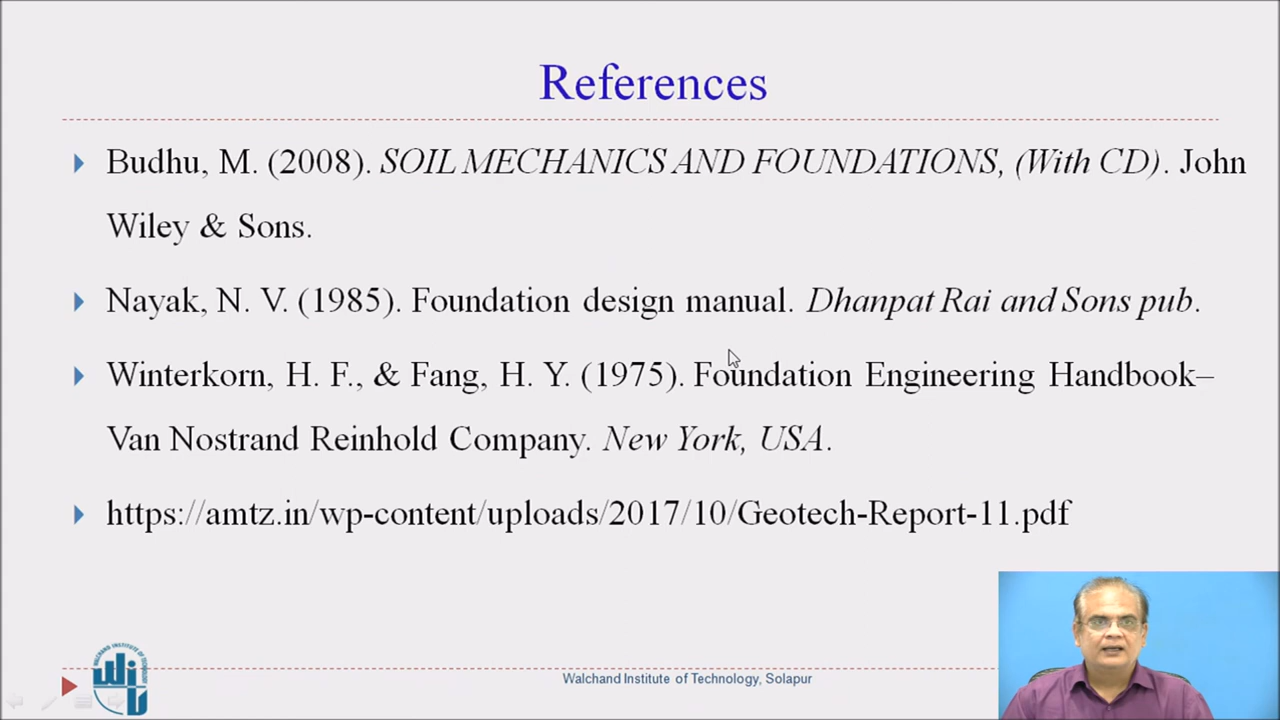 References
Budhu, M. (2008). SOIL MECHANICS AND FOUNDATIONS, (With CD). John
Wiley & Sons.
Nayak, N. V. (1985). Foundation design manual. Dhanpat Rai and Sons pub.
Winterkorn, H. F., & Fang, H. Y. (1975). Foundation Engineering Handbook–
Van Nostrand Reinhold Company. New York, USA.
https://amtz.in/wp-content/uploads/2017/10/Geotech-Report-11.pdf
Walchand Institute of Technology, Solapur